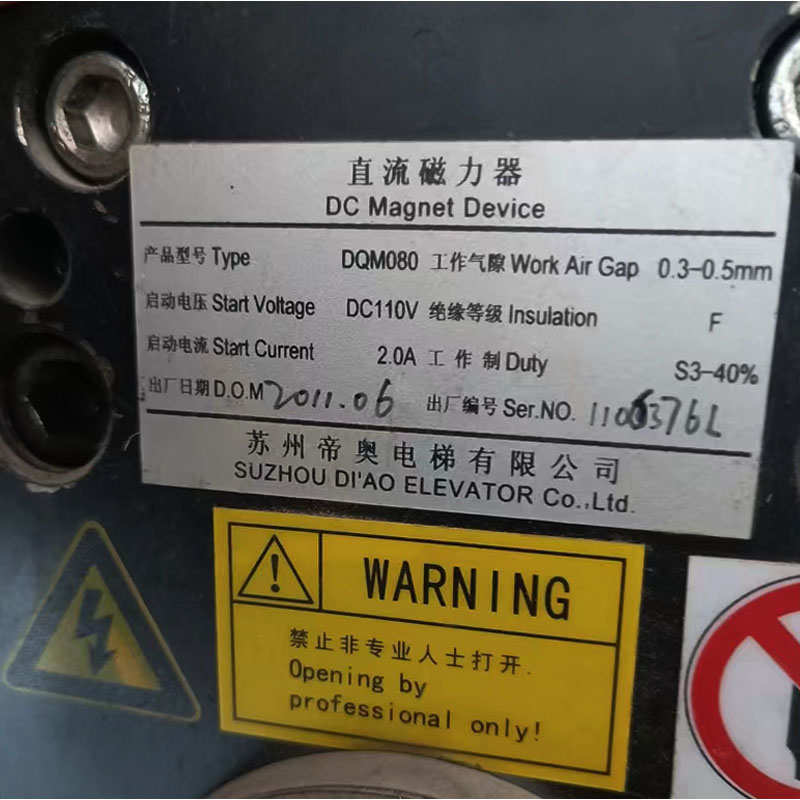 直流磁力器
DC Magnet Device
产品型号 Type DQM080 工作气隙 Work Air Gap 0.3-0.5mm
启动电压 Start Voltage DC110V 绝缘等级 Insulation F
启动电流 Start Current 2.0A 工作制 Duty S3-40%
出厂日期 D.O.M 2011.06 出厂编号 Ser.NO.
苏州帝奥电梯有限公司
SUZHOU DI'AO ELEVATOR Co.,Ltd.
WARNING
禁止非专业人士打开.
Opening by
professional only!